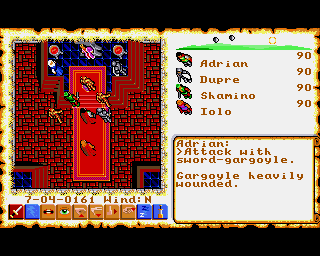 90
Adrian
90
Dupre
90
Shamino
90
Iolo
Adrian:
>Attack with
sword-gargoyle.
Gargoyle heavily
wounded.
7-04-0161 Wind:N